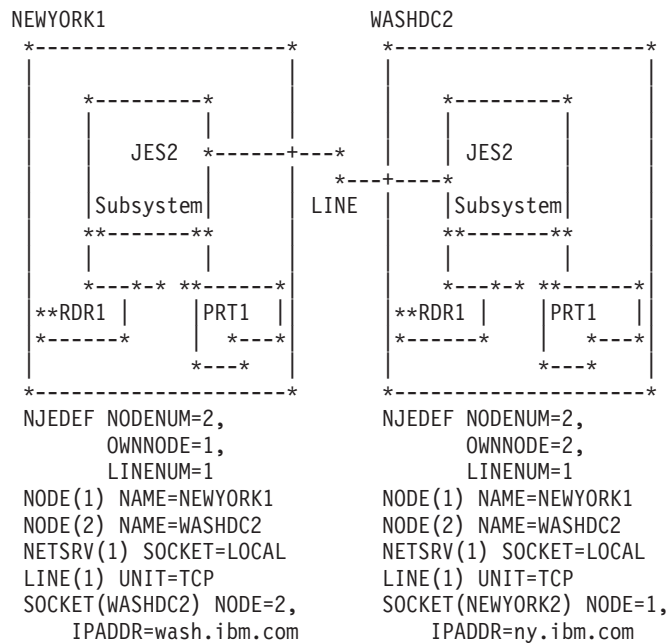 NEWYORK1 WASHDC2
*-----------------------* *-----------------------*
| | | |
| *---------* | | *---------* |
| | | | | | | |
| | JES2 *------+---* | | JES2 | |
| | | | *---+----* | |
| |Subsystem| | LINE | |Subsystem| |
| **-------** | | **-------** |
| | | | | | | |
| *---*-* **------| | *---*-* **------|
|**RDR1 | |PRT1 || |**RDR1 | |PRT1 ||
|*------* | *---*| |*------* | *---*|
| *---* | | *---* |
*-----------------------* *-----------------------*
NJEDEF NODENUM=2, NJEDEF NODENUM=2,
OWNNODE=1, OWNNODE=2,
LINENUM=1 LINENUM=1
NODE(1) NAME=NEWYORK1 NODE(1) NAME=NEWYORK1
NODE(2) NAME=WASHDC2 NODE(2) NAME=WASHDC2
NETSRV(1) SOCKET=LOCAL NETSRV(1) SOCKET=LOCAL
LINE(1) UNIT=TCP LINE(1) UNIT=TCP
SOCKET(WASHDC2) NODE=2, SOCKET(NEWYORK2) NODE=1,
IPADDR=wash.ibm.com IPADDR=ny.ibm.com